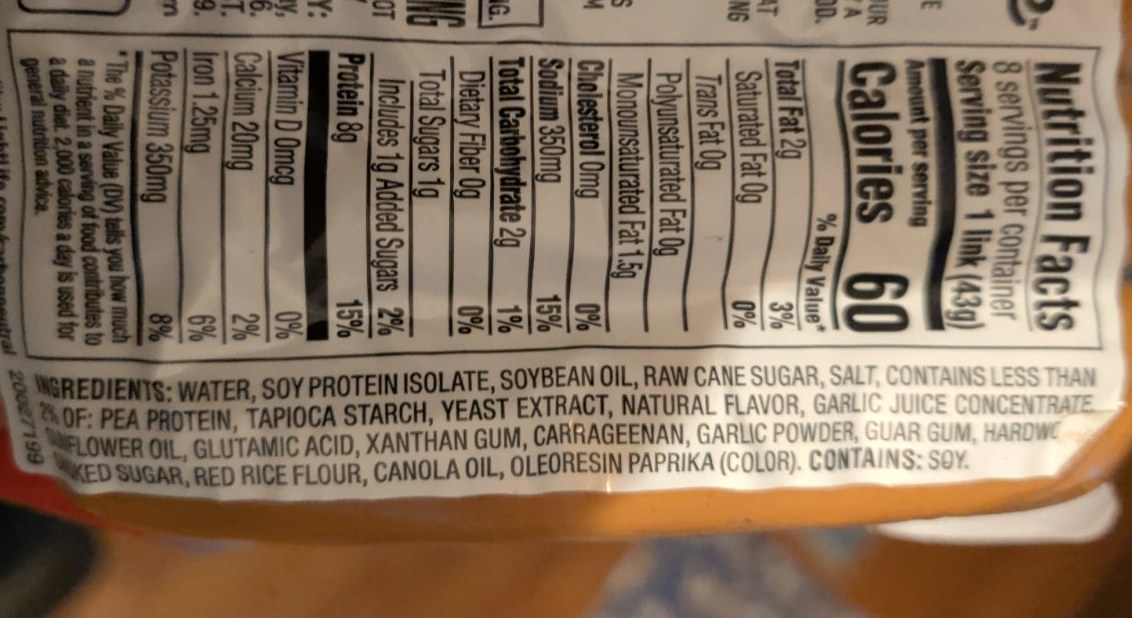 Nutrition Facts
8 servings per container
Serving size 1 link (43g)
Amount per serving
Calories 60
% Daily Value*
Total Fat 2g 3%
Saturated Fat 0g 0%
Trans Fat 0g
Polyunsaturated Fat 0g
Monounsaturated Fat 1.5g
Cholesterol 0mg 0%
Sodium 350mg 15%
Total Carbohydrate 2g 1%
Dietary Fiber 0g 0%
Total Sugars 1g
Includes 1g Added Sugars 2%
Protein 8g 15%
Vitamin D 0mcg 0%
Calcium 20mg 2%
Iron 1.25mg 6%
Potassium 350mg 8%
*The % Daily Value (DV) tells you how much
a nutrient in a serving of food contributes to
a daily diet. 2,000 calories a day is used for
general nutrition advice.
INGREDIENTS: WATER, SOY PROTEIN ISOLATE, SOYBEAN OIL, RAW CANE SUGAR, SALT, CONTAINS LESS THAN
2% OF: PEA PROTEIN, TAPIOCA STARCH, YEAST EXTRACT, NATURAL FLAVOR, GARLIC JUICE CONCENTRATE,
OIL, GLUTAMIC ACID, XANTHAN GUM, CARRAGEENAN, GARLIC POWDER, GUAR GUM,
SUGAR, RED RICE FLOUR, CANOLA OIL, OLEORESIN PAPRIKA (COLOR). CONTAINS: SOY.